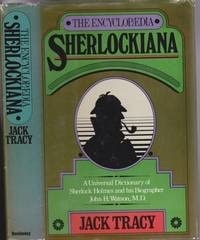 THE ENCYCLOPÆDIA
SHERLOCKIANA
JACK TRACY
Doubleday
THE ENCYCLOPÆDIA
SHERLOCKIANA
A Universal Dictionary of
Sherlock Holmes and his Biographer
John H. Watson, M.D.
JACK TRACY